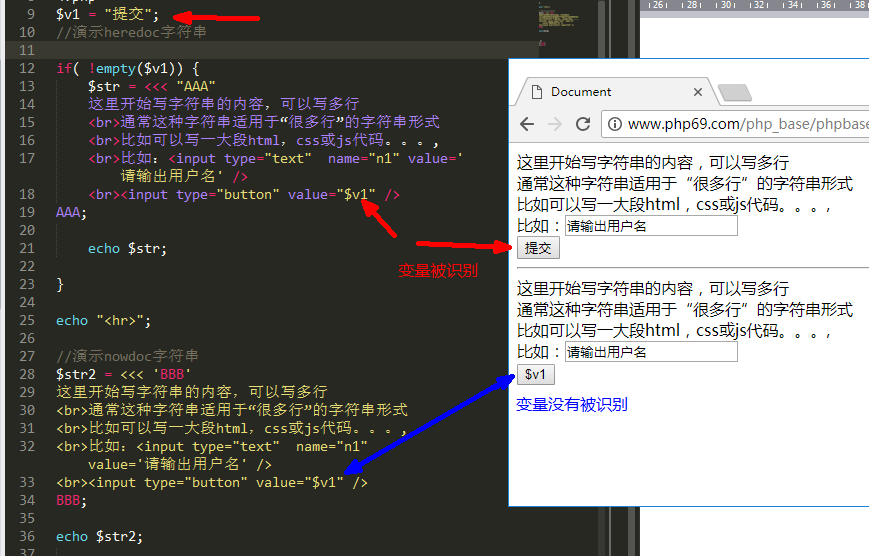 9 $v1 = "提交";
10 //演示heredoc字符串
11
12 if( !empty($v1)) {
13 $str = <<< "AAA"
14 这里开始写字符串的内容，可以写多行
15 <br>通常这种字符串适用于“很多行”的字符串形式
16 <br>比如可以写一大段html，css或js代码。。。,
17 <br>比如：<input type="text"  name="n1" value='
请输出用户名' />
18 <br><input type="button" value="$v1" />
19 AAA;
20
21 echo $str;
22
23 }
24
25 echo "<hr>";
26
27 //演示nowdoc字符串
28 $str2 = <<< 'BBB'
29 这里开始写字符串的内容，可以写多行
30 <br>通常这种字符串适用于“很多行”的字符串形式
31 <br>比如可以写一大段html，css或js代码。。。,
32 <br>比如：<input type="text"  name="n1"
value='请输出用户名' />
33 <br><input type="button" value="$v1" />
34 BBB;
35
36 echo $str2;
37
变量被识别
26 28 30 32 34 36 38
Document
www.php69.com/php_base/phpbase
这里开始写字符串的内容，可以写多行
通常这种字符串适用于“很多行”的字符串形式
比如可以写一大段html，css或js代码。。。,
比如：请输出用户名
提交
这里开始写字符串的内容，可以写多行
通常这种字符串适用于“很多行”的字符串形式
比如可以写一大段html，css或js代码。。。,
比如：请输出用户名
$v1
变量没有被识别